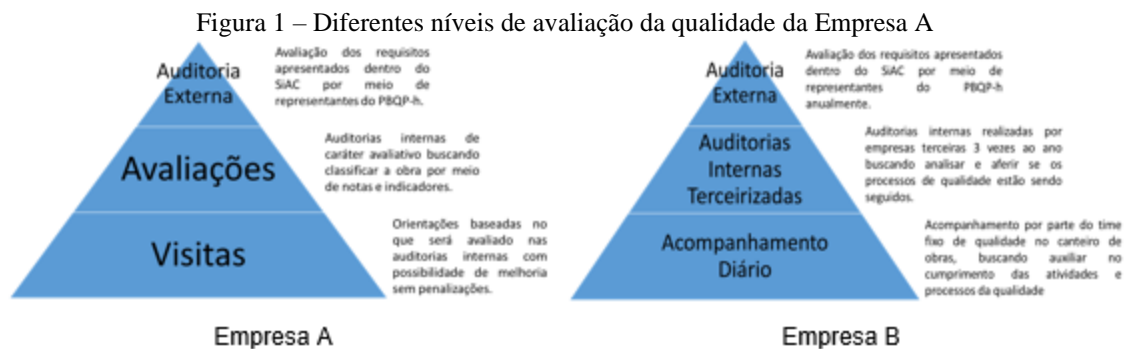 Figura 1 – Diferentes níveis de avaliação da qualidade da Empresa A
Auditoria
Externa
Avaliação dos requisitos
apresentados dentro do
SiAC por meio de
representantes do PBQP-h.
Avaliações
Auditorias internas de
caráter avaliativo buscando
classificar a obra por meio
de notas e indicadores.
Visitas
Orientações baseadas no
que será avaliado nas
auditorias internas com
possibilidade de melhoria
sem penalizações.
Empresa A
Auditoria
Externa
Avaliação dos requisitos apresentados
dentro do SiAC por meio de
representantes do PBQP-h
anualmente.
Auditorias
Internas
Terceirizadas
Auditorias internas realizadas por
empresas terceiras 3 vezes ao ano
buscando analisar e aferir se os
processos de qualidade estão sendo
seguidos.
Acompanhamento
Diário
Acompanhamento por parte do time
fixo de qualidade no canteiro de
obras, buscando auxiliar no
cumprimento das atividades e
processos da qualidade
Empresa B